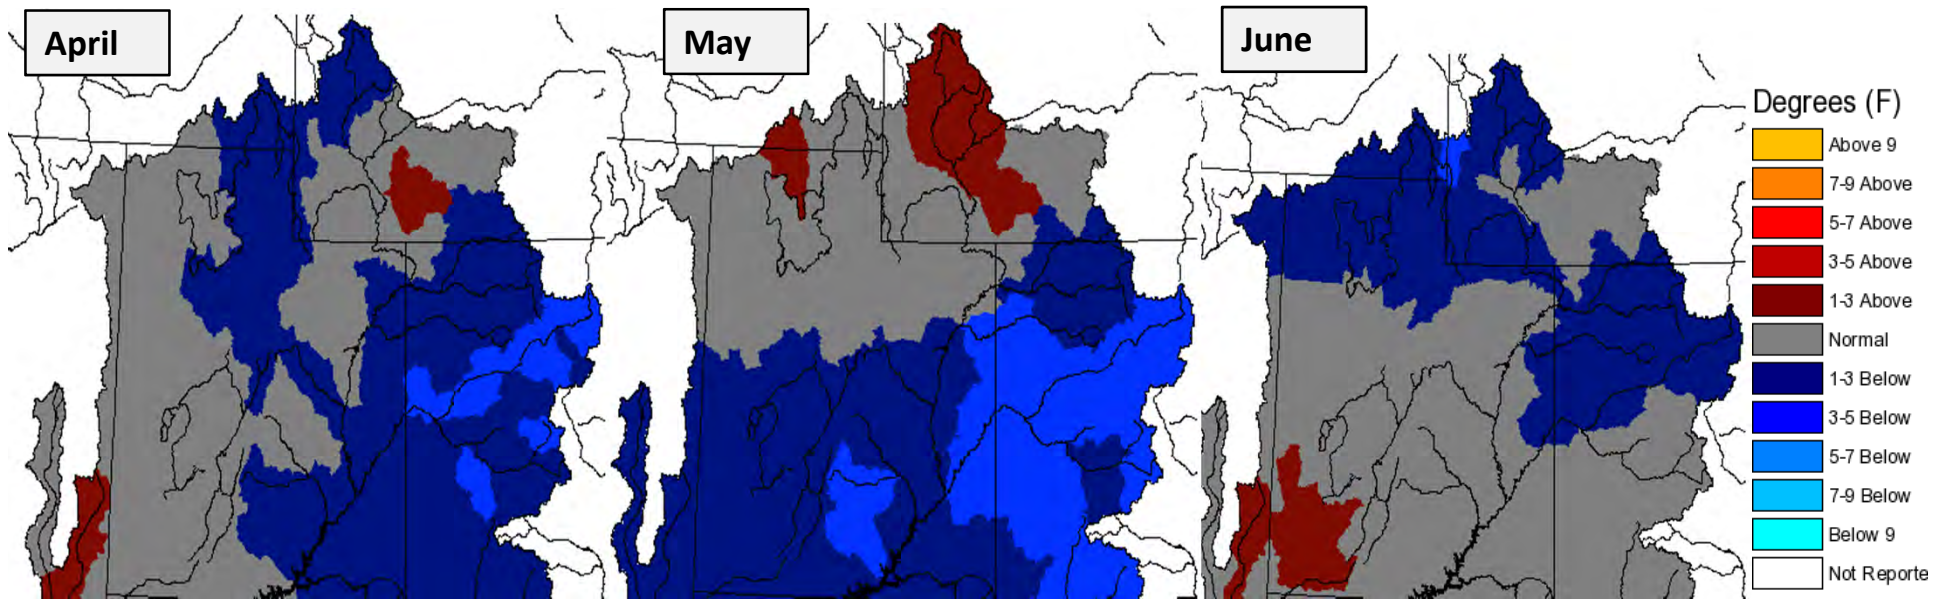 April
May
June
Degrees (F)
Above 9
7-9 Above
5-7 Above
3-5 Above
1-3 Above
Normal
1-3 Below
3-5 Below
5-7 Below
7-9 Below
Below 9
Not Reporte